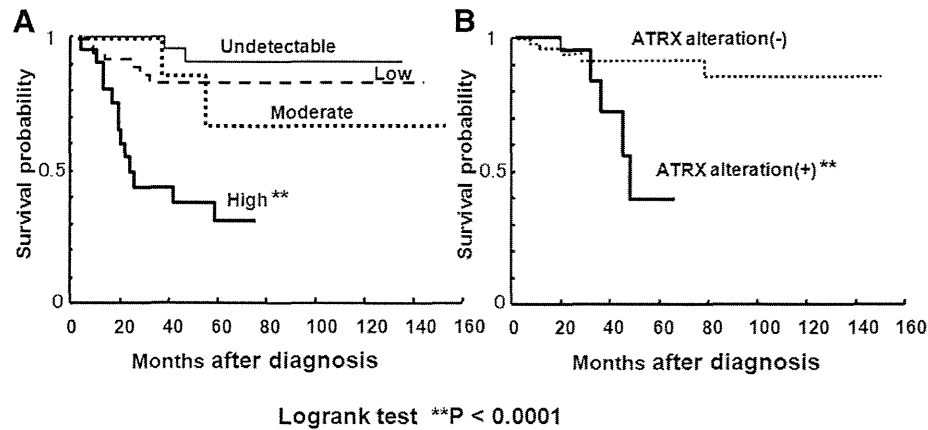 A
1
0.5
0
Survival probability
Undetectable
Low
Moderate
High **
0 20 40 60 80 100 120 140 160
Months after diagnosis
B
1
0.5
0
Survival probability
ATRX alteration(-)
ATRX alteration(+)**
0 20 40 60 80 100 120 140 160
Months after diagnosis
Logrank test **P < 0.0001